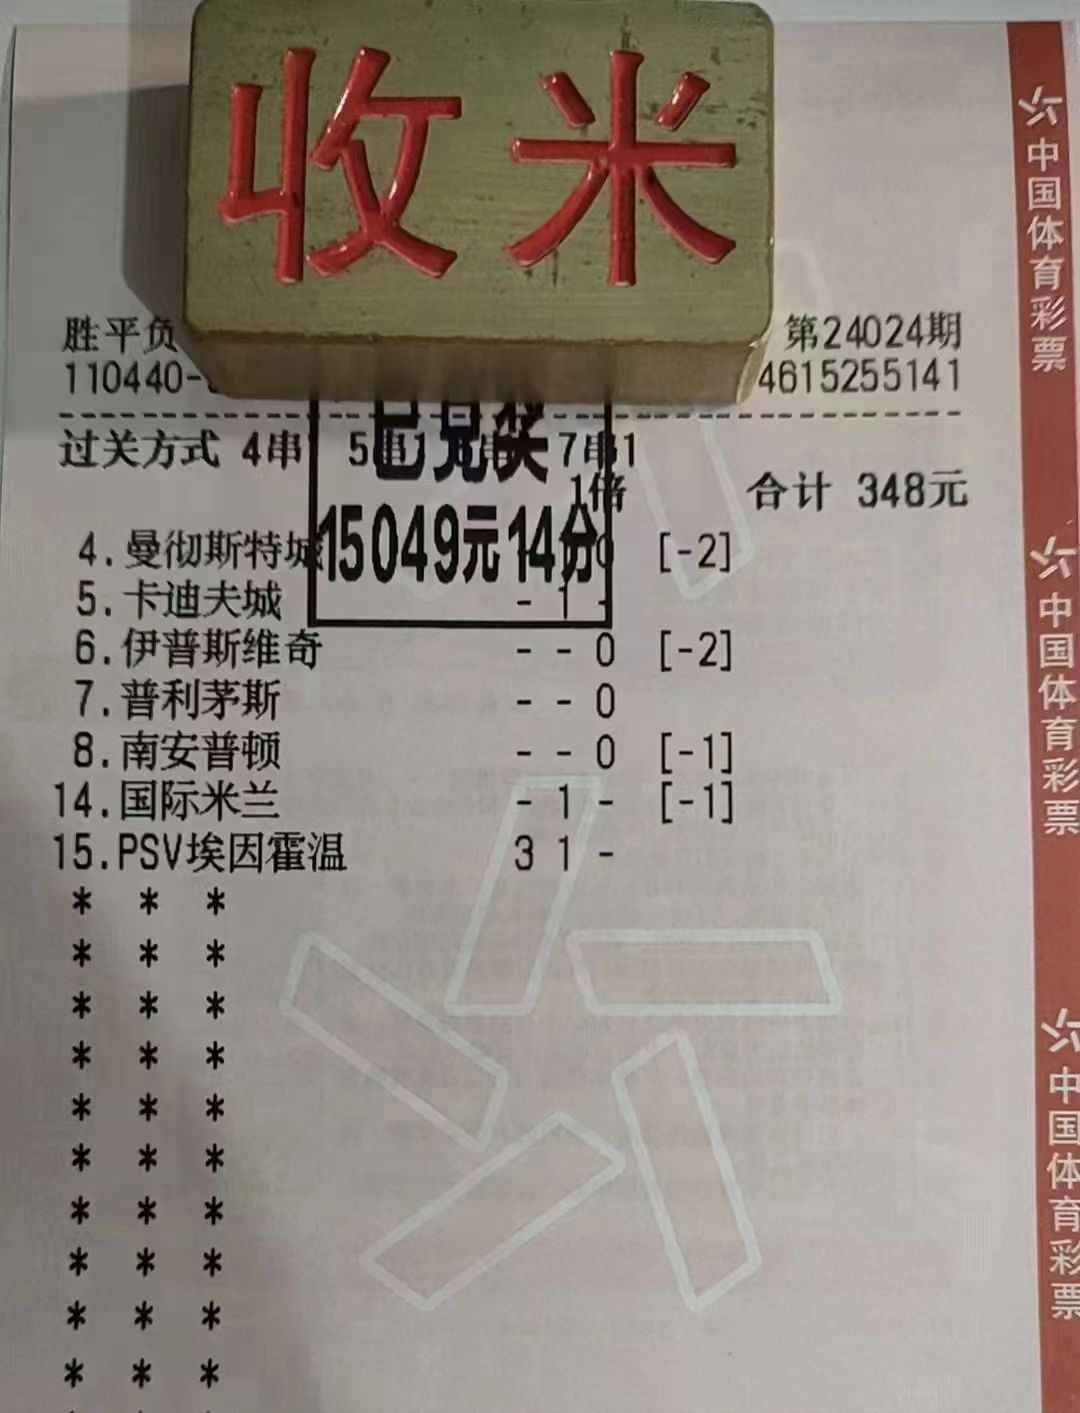 收米
胜平负 第24024期
110440- 4615255141
过关方式 4串 5串1 串 7串1
1倍 合计 348元
已兑奖
15049元14分
4.曼彻斯特城 0 [-2]
5.卡迪夫城 - 1 -
6.伊普斯维奇 - - 0 [-2]
7.普利茅斯 - - 0
8.南安普顿 - - 0 [-1]
14.国际米兰 - 1 - [-1]
15.PSV埃因霍温 3 1 -
* * *
* * *
* * *
* * *
* * *
* * *
* * *
* * *
* * *
* * *
中国体育彩票
中国体育彩票
中国体育彩票